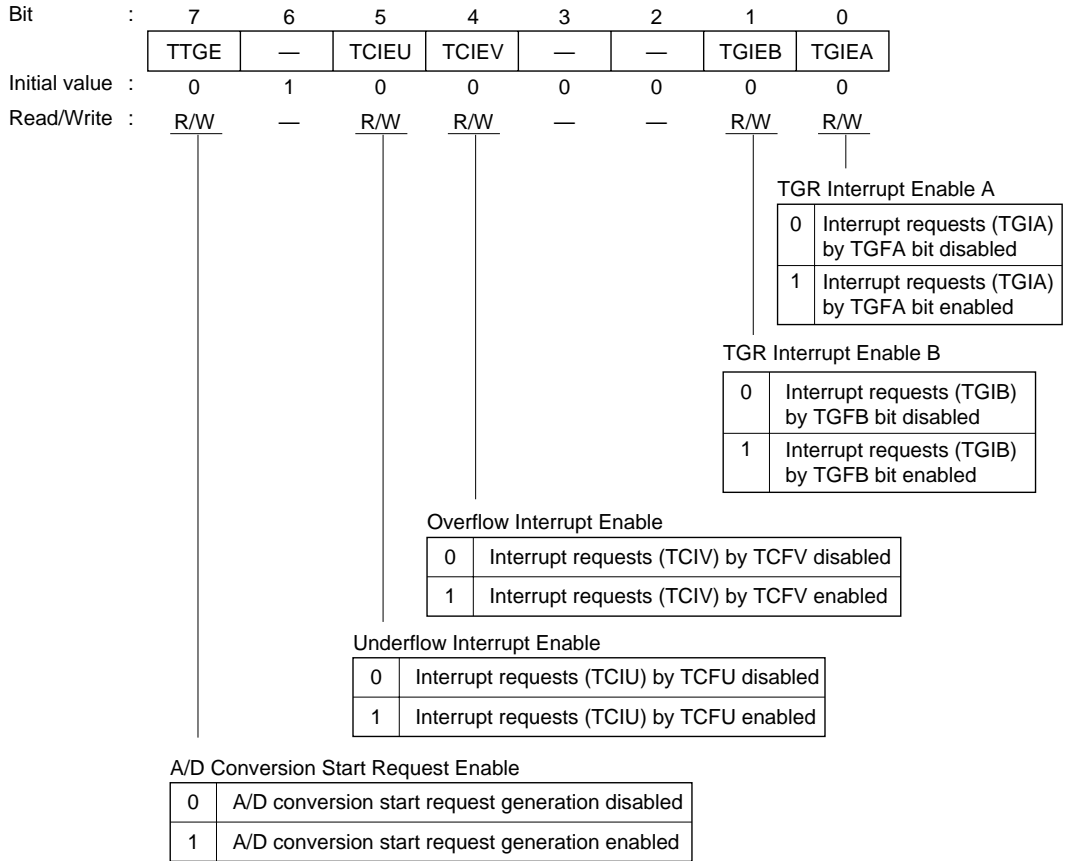 Bit : 7 6 5 4 3 2 1 0
TTGE — TCIEU TCIEV — — TGIEB TGIEA
Initial value : 0 1 0 0 0 0 0 0
Read/Write : R/W — R/W R/W — — R/W R/W
TGR Interrupt Enable A
0 Interrupt requests (TGIA)
by TGFA bit disabled
1 Interrupt requests (TGIA)
by TGFA bit enabled
TGR Interrupt Enable B
0 Interrupt requests (TGIB)
by TGFB bit disabled
1 Interrupt requests (TGIB)
by TGFB bit enabled
Overflow Interrupt Enable
0 Interrupt requests (TCIV) by TCFV disabled
1 Interrupt requests (TCIV) by TCFV enabled
Underflow Interrupt Enable
0 Interrupt requests (TCIU) by TCFU disabled
1 Interrupt requests (TCIU) by TCFU enabled
A/D Conversion Start Request Enable
0 A/D conversion start request generation disabled
1 A/D conversion start request generation enabled